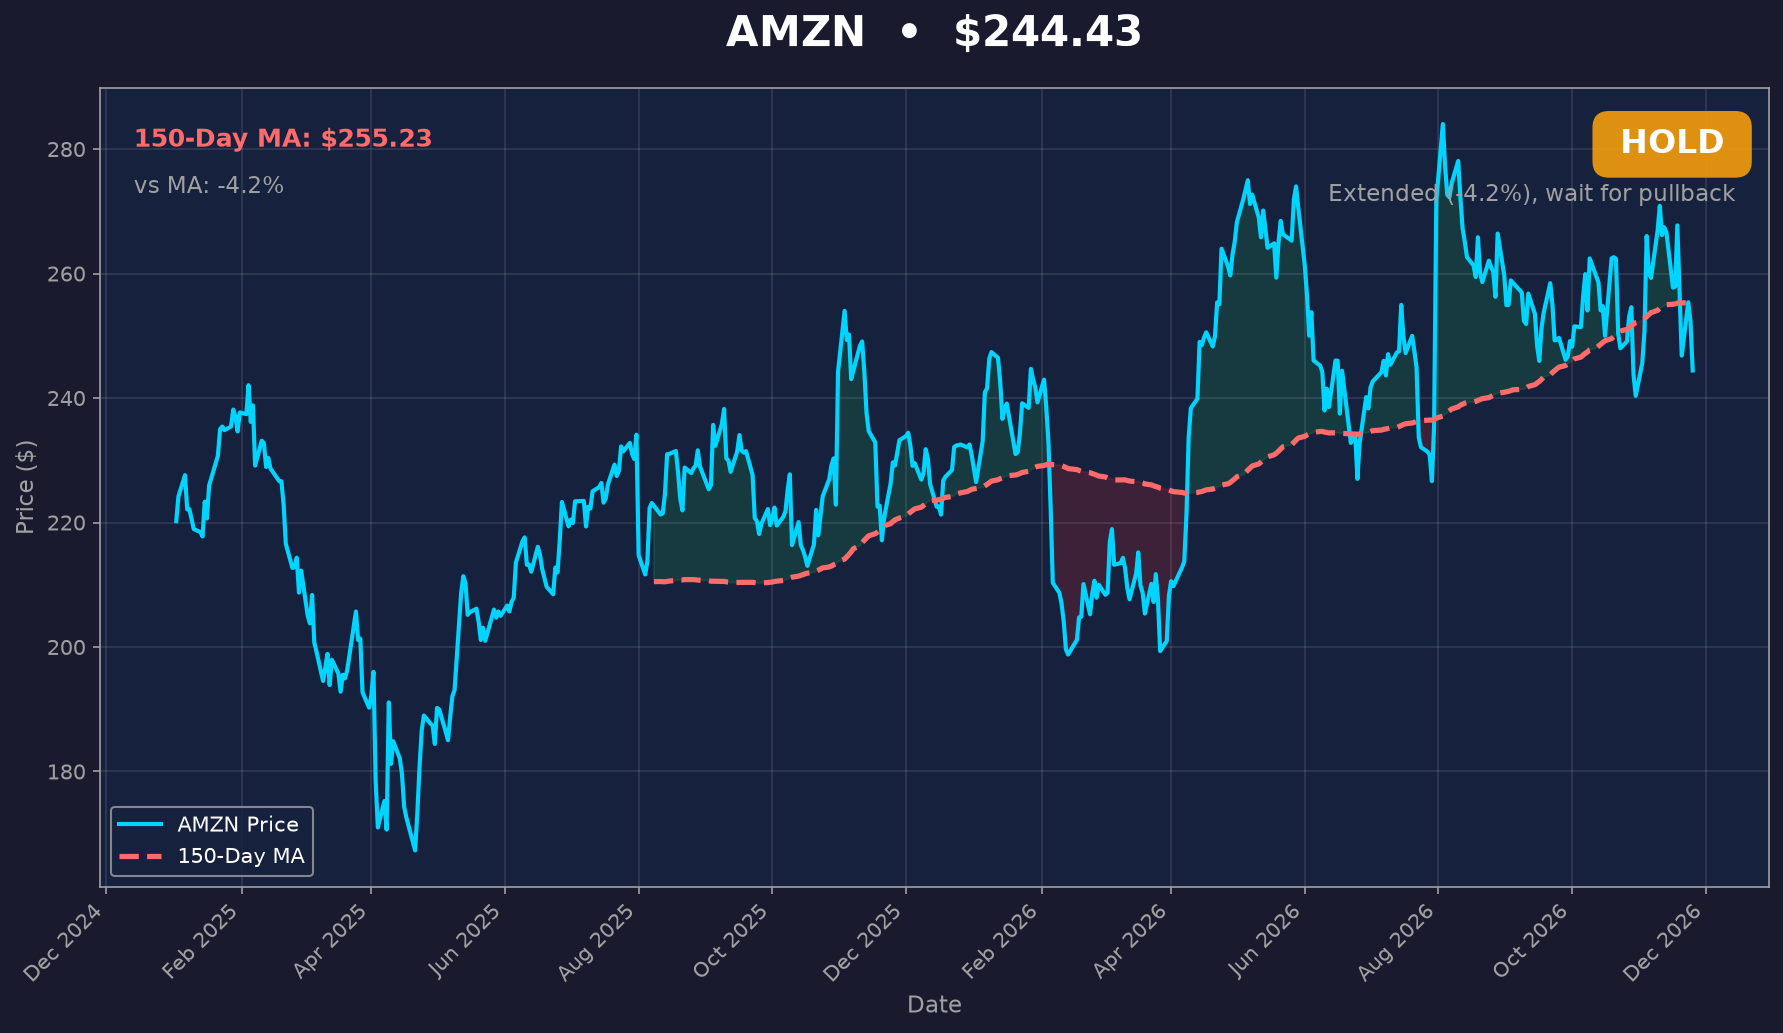 AMZN • $244.43
150-Day MA: $255.23
HOLD
vs MA: -4.2%
Extended (-4.2%), wait for pullback
Price ($)
280
260
240
220
200
180
AMZN Price
150-Day MA
Dec 2024
Feb 2025
Apr 2025
Jun 2025
Aug 2025
Oct 2025
Dec 2025
Feb 2026
Apr 2026
Jun 2026
Aug 2026
Oct 2026
Dec 2026
Date